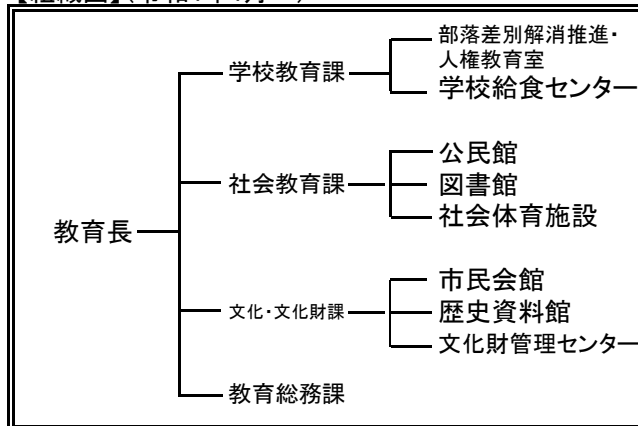 教育長
学校教育課
部落差別解消推進・
人権教育室
学校給食センター
社会教育課
公民館
図書館
社会体育施設
文化・文化財課
市民会館
歴史資料館
文化財管理センター
教育総務課